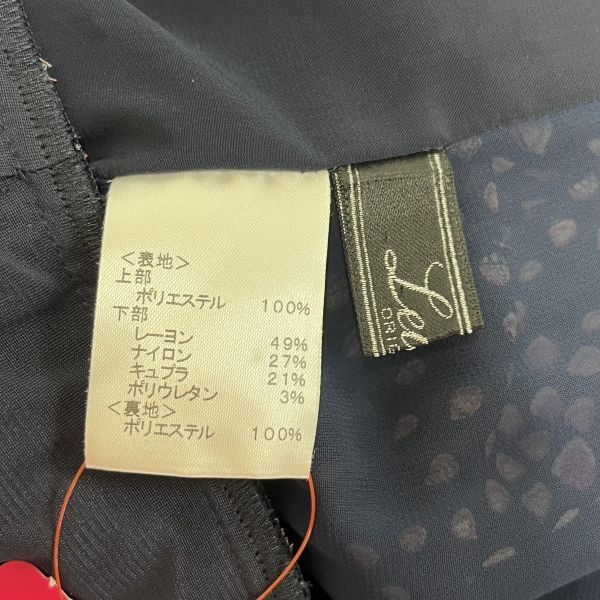 <表地>
上部
ポリエステル 100%
下部
レーヨン 49%
ナイロン 27%
キュプラ 21%
ポリウレタン 3%
<裏地>
ポリエステル 100%